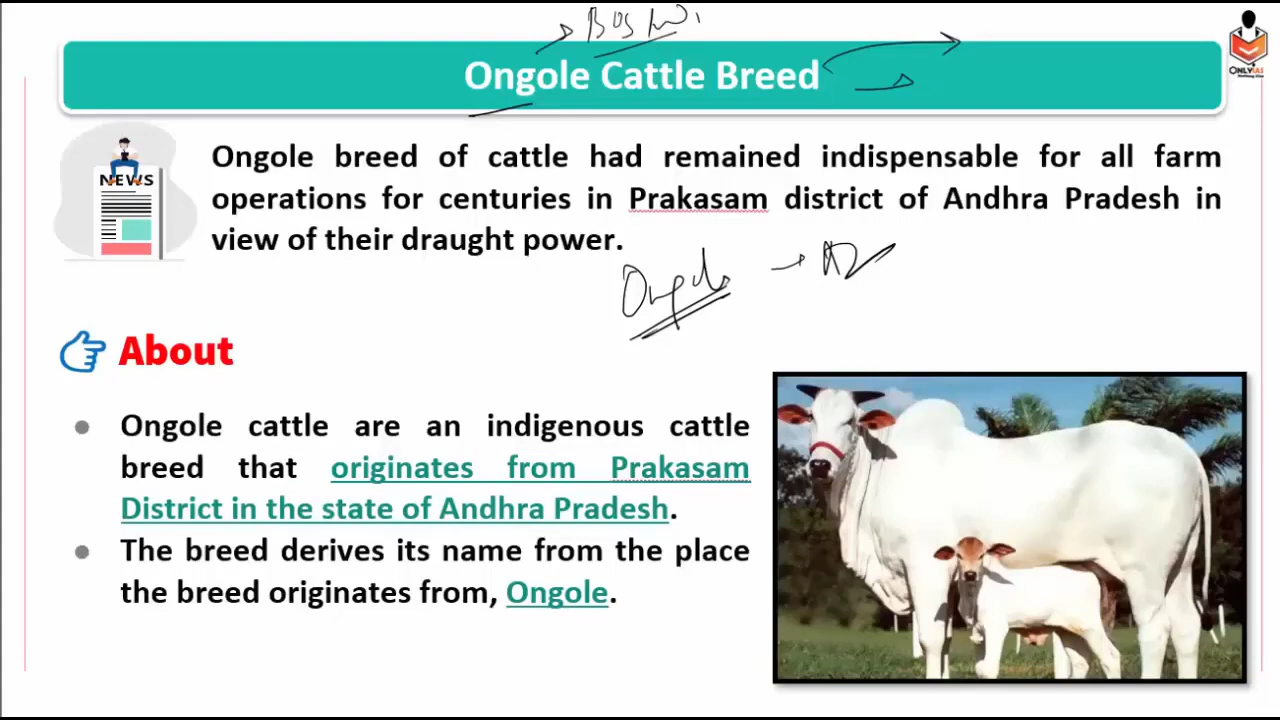 Ongole Cattle Breed
ONLYIAS
NEWS
Ongole breed of cattle had remained indispensable for all farm
operations for centuries in Prakasam district of Andhra Pradesh in
view of their draught power.
Ongole → AP
About
Ongole cattle are an indigenous cattle
breed that originates from Prakasam
District in the state of Andhra Pradesh.
The breed derives its name from the place
the breed originates from, Ongole.